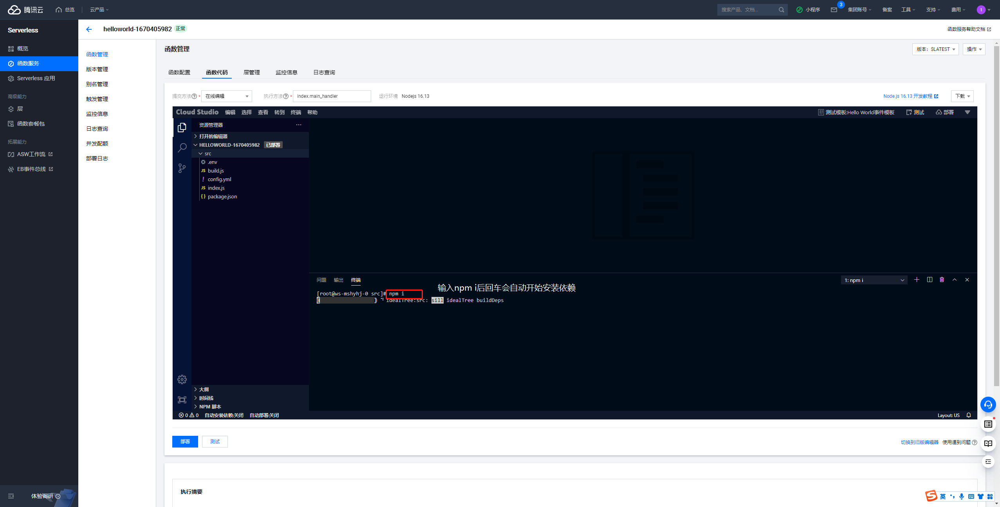 腾讯云 总览 云产品 搜索产品、文档... 小程序 3 集团账号 备案 工具 支持 费用 1
Serverless
概览
函数服务
Serverless 应用
高级能力
层
函数套餐包
拓展能力
ASW工作流
EB事件总线
体验调研
helloworld-1670405982 正常 函数服务帮助文档
函数管理
版本管理
别名管理
触发管理
监控信息
日志查询
并发配额
部署日志
函数管理 版本：$LATEST 操作
函数配置 函数代码 层管理 监控信息 日志查询
提交方法 * 在线编辑 执行方法 * index.main_handler 运行环境 Nodejs 16.13 Node.js 16.13 开发教程 下载
Cloud Studio 编辑 选择 查看 转到 终端 帮助 测试模板:Hello World事件模板 测试 部署
资源管理器 ···
打开的编辑器
HELLOWORLD-1670405982 已部署
src
.env
JS build.js
! config.yml
JS index.js
{} package.json
大纲
时间线
NPM 脚本
问题 输出 终端 1: npm i
输入npm i后回车会自动开始安装依赖
[root@ws-mshyhj-0 src]# npm i
idealTree:src: sill idealTree buildDeps
0 0 自动安装依赖:关闭 自动部署:关闭 Layout: US
部署 测试 切换到旧版编辑器 使用遇到问题
执行摘要
英